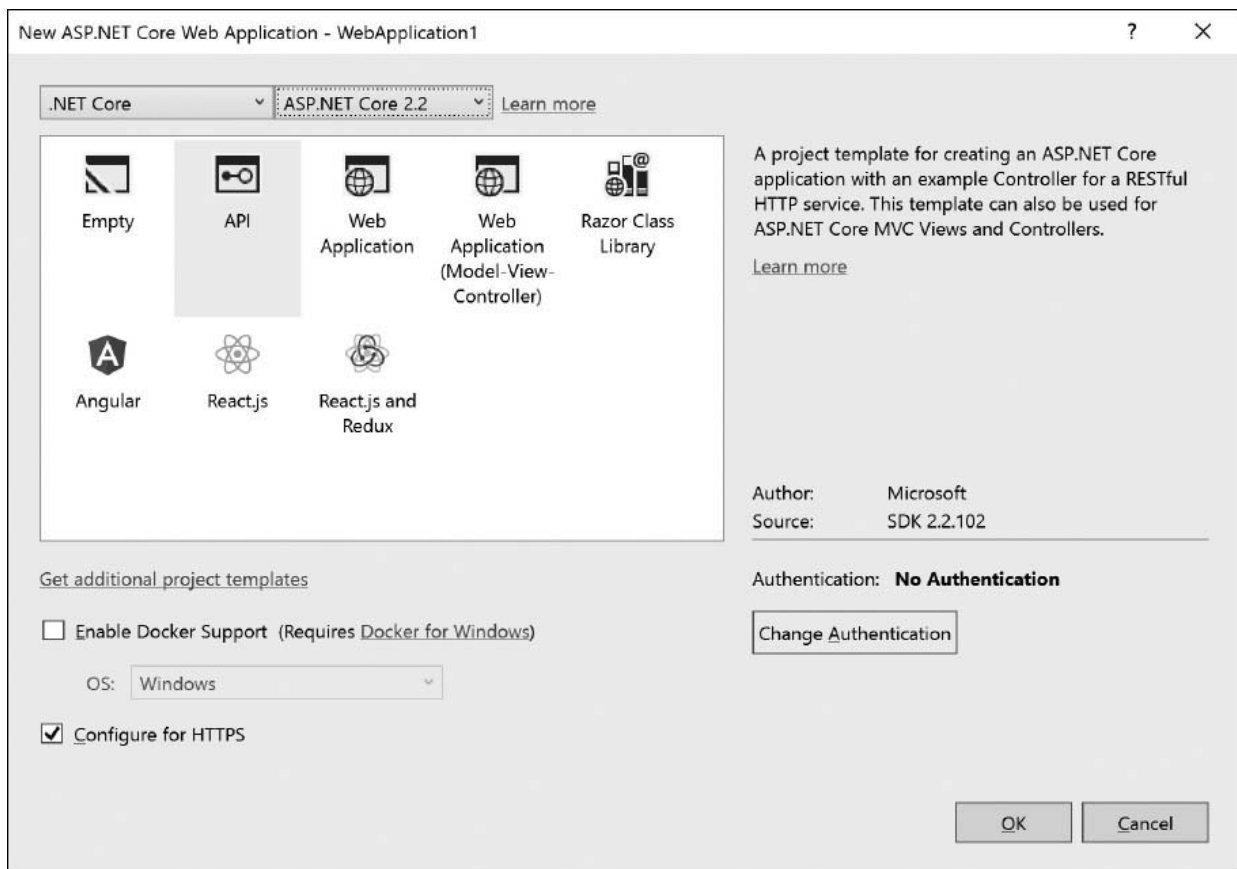 New ASP.NET Core Web Application - WebApplication1
?
.NET Core
ASP.NET Core 2.2
Learn more
Empty
API
Web
Application
Web
Application
(Model-View-
Controller)
Razor Class
Library
Angular
React.js
React.js and
Redux
A project template for creating an ASP.NET Core
application with an example Controller for a RESTful
HTTP service. This template can also be used for
ASP.NET Core MVC Views and Controllers.
Learn more
Author: Microsoft
Source: SDK 2.2.102
Get additional project templates
Authentication: No Authentication
Enable Docker Support (Requires Docker for Windows)
Change Authentication
OS: Windows
Configure for HTTPS
OK
Cancel